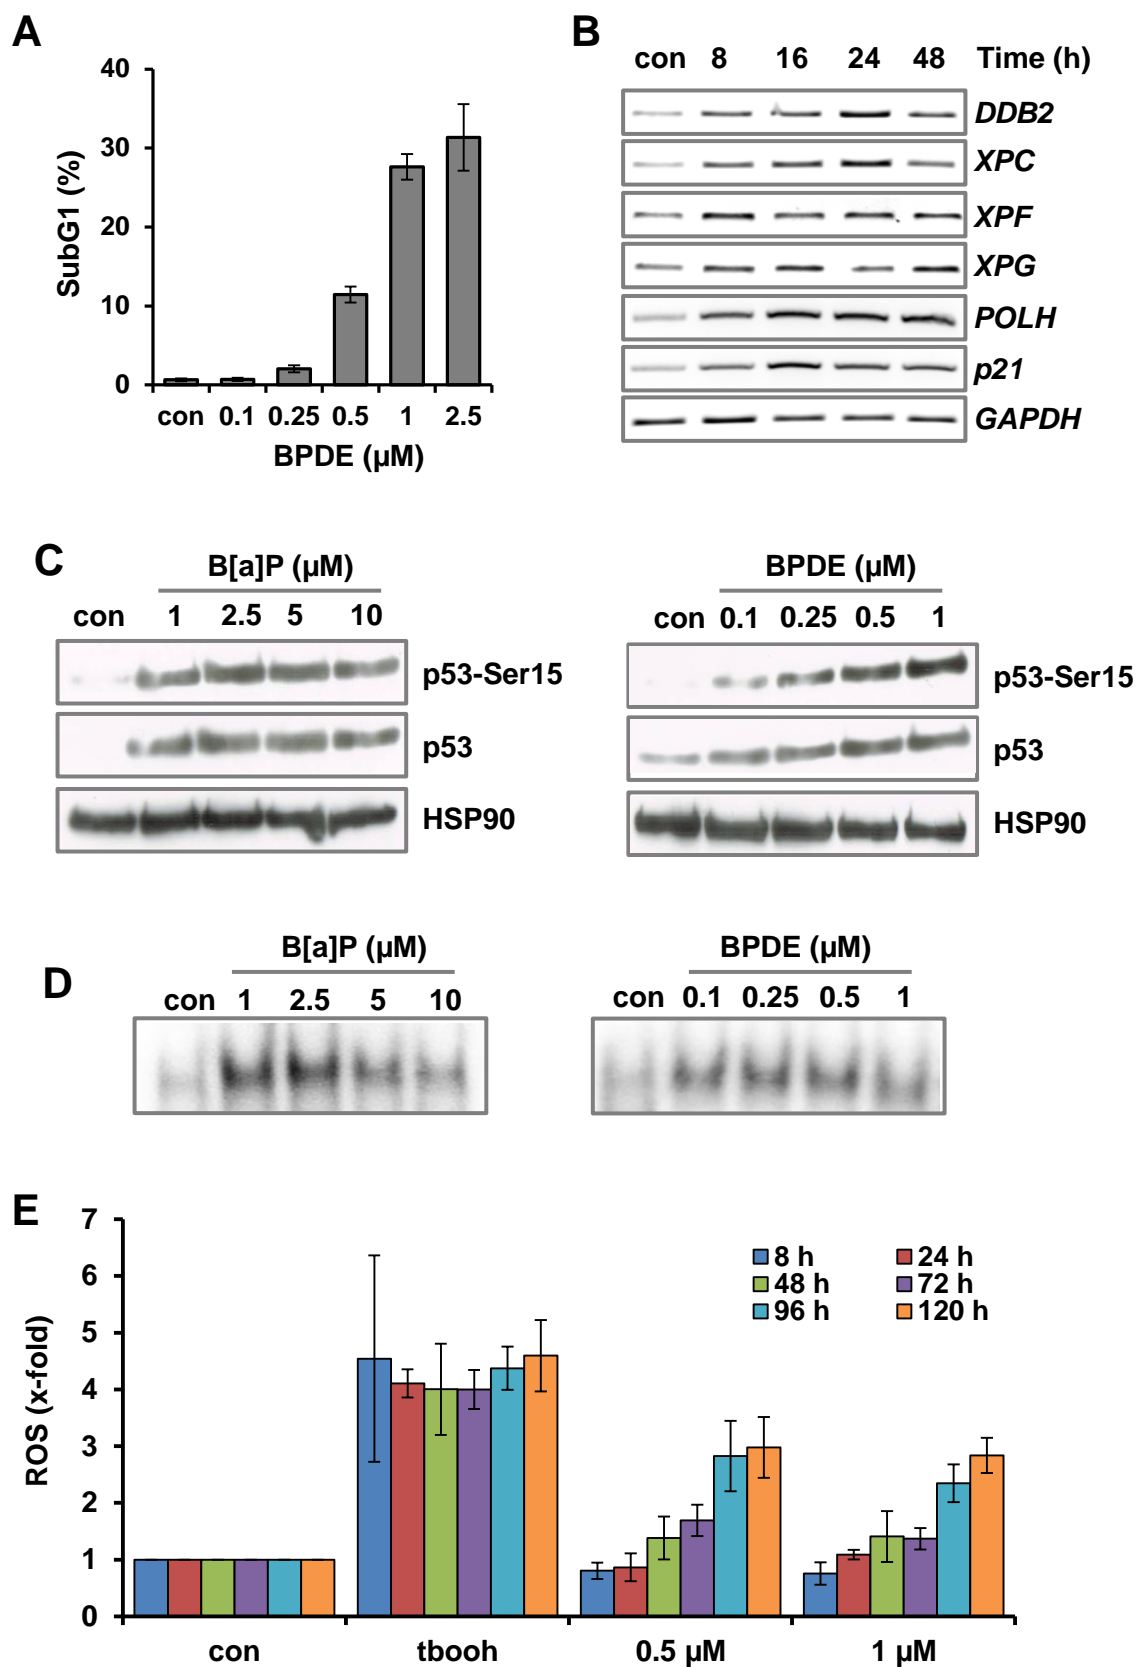 A
SubG1 (%)
40
30
20
10
0
con 0.1 0.25 0.5 1 2.5
BPDE (µM)
B
con 8 16 24 48 Time (h)
DDB2
XPC
XPF
XPG
POLH
p21
GAPDH
C
B[a]P (µM)
con 1 2.5 5 10
p53-Ser15
p53
HSP90
BPDE (µM)
con 0.1 0.25 0.5 1
p53-Ser15
p53
HSP90
D
B[a]P (µM)
con 1 2.5 5 10
BPDE (µM)
con 0.1 0.25 0.5 1
E
ROS (x-fold)
7
6
5
4
3
2
1
0
8 h 24 h
48 h 72 h
96 h 120 h
con tbooh 0.5 µM 1 µM